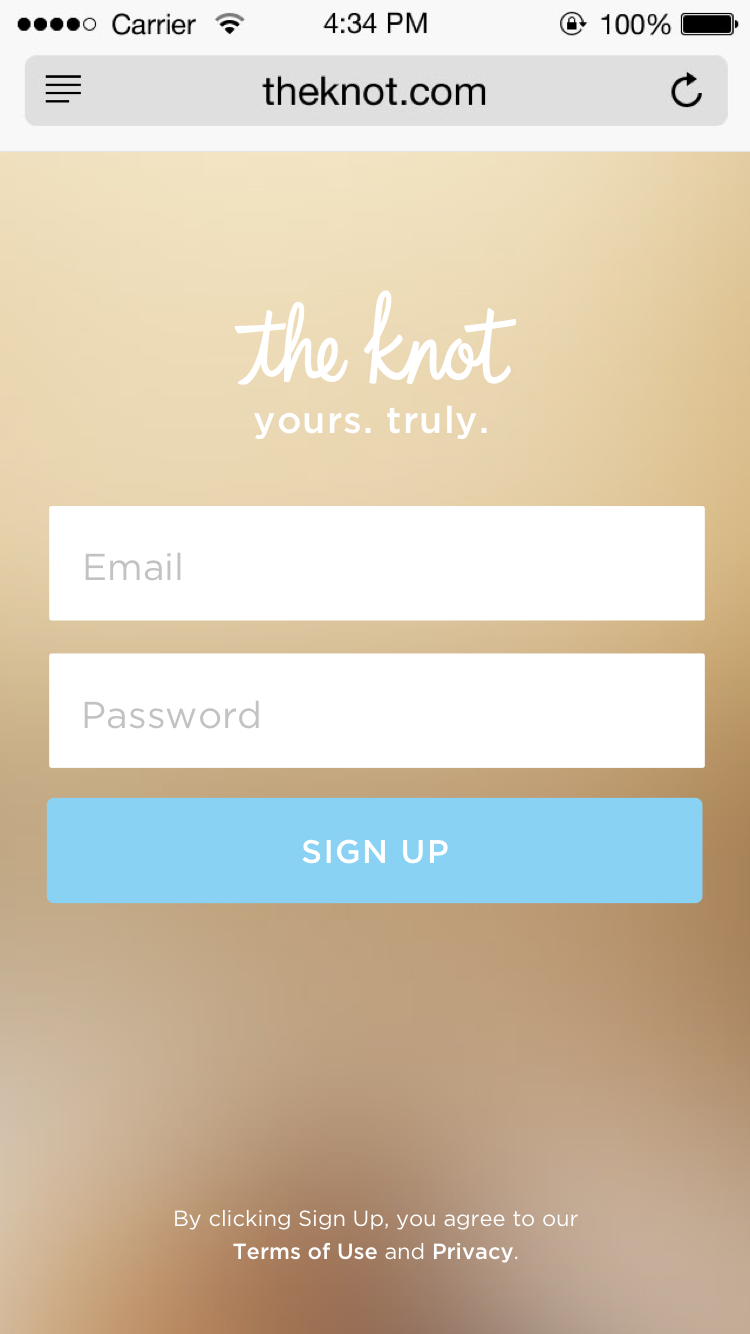 Carrier 4:34 PM 100%
theknot.com
the knot
yours. truly.
Email
Password
SIGN UP
By clicking Sign Up, you agree to our
Terms of Use and Privacy.